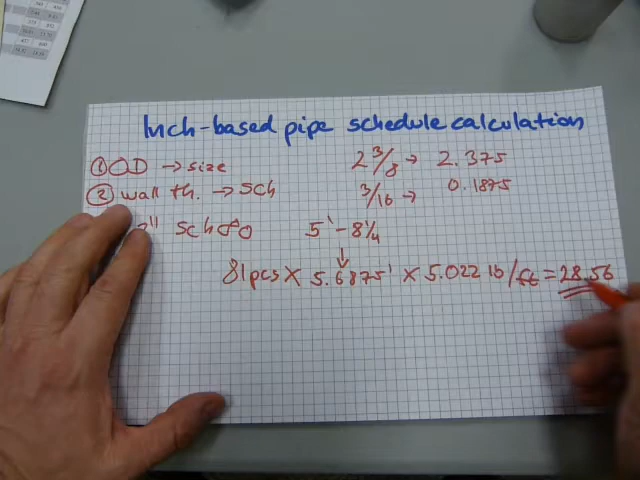 Inch-based pipe schedule calculation
① OD → size
2 3/8 → 2.375
② wall th. → sch
3/16 → 0.1875
sch 80
5' - 8 1/4
↓
81pcs × 5.6875' × 5.022 lb/ft = 28.56